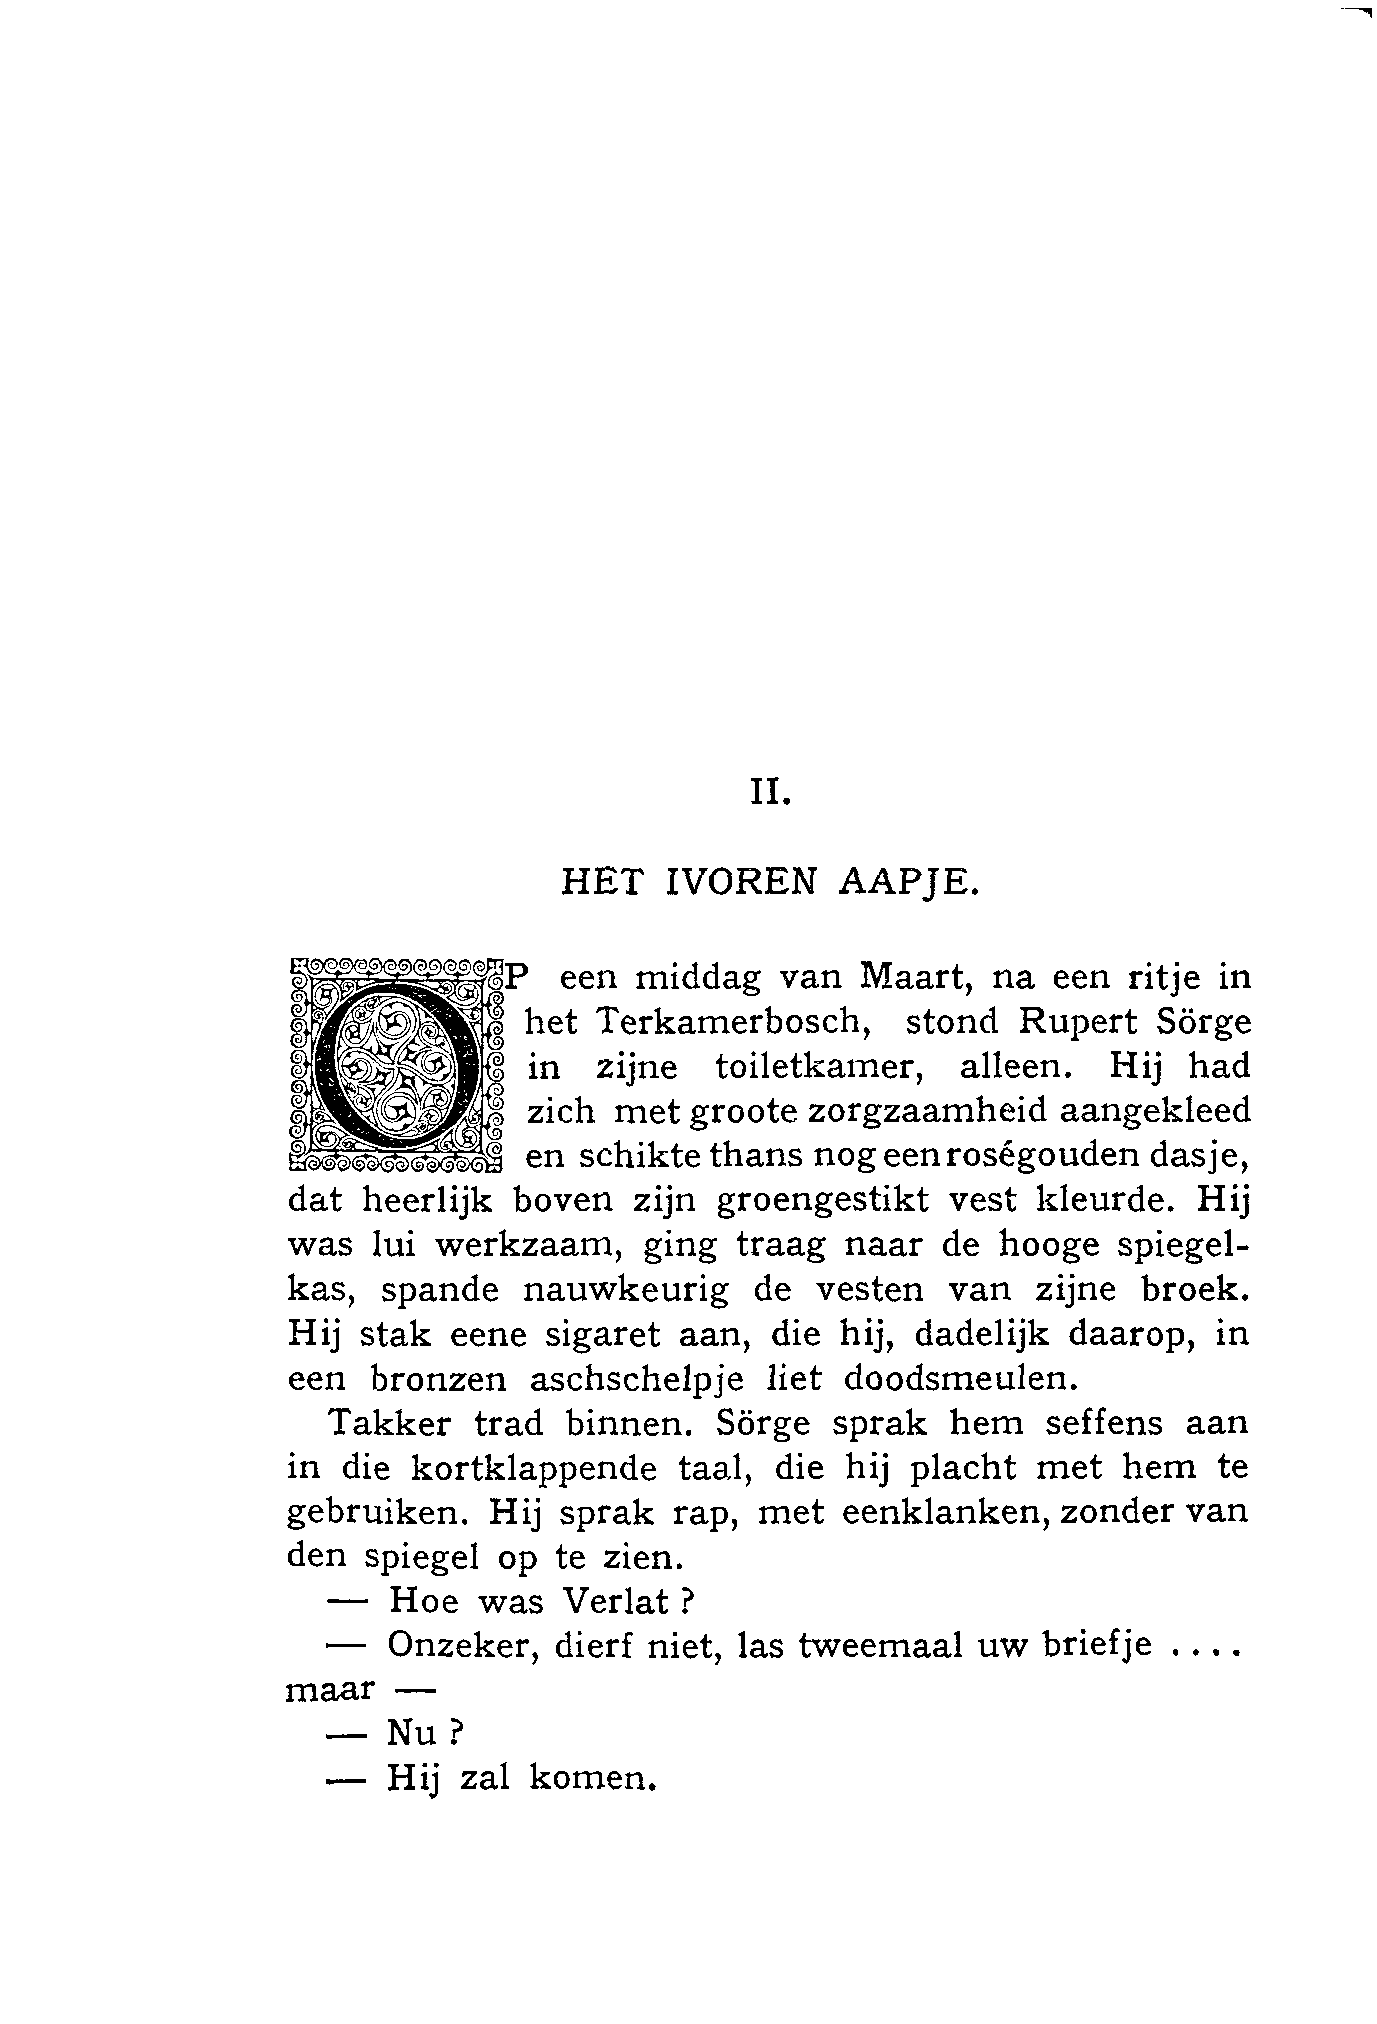 II.
HET IVOREN AAPJE.
OP een middag van Maart, na een ritje in
het Terkamerbosch, stond Rupert Sörge
in zijne toiletkamer, alleen. Hij had
zich met groote zorgzaamheid aangekleed
en schikte thans nog een roségouden dasje,
dat heerlijk boven zijn groengestikt vest kleurde. Hij
was lui werkzaam, ging traag naar de hooge spiegel-
kas, spande nauwkeurig de vesten van zijne broek.
Hij stak eene sigaret aan, die hij, dadelijk daarop, in
een bronzen aschschelpje liet doodsmeulen.
Takker trad binnen. Sörge sprak hem seffens aan
in die kortklappende taal, die hij placht met hem te
gebruiken. Hij sprak rap, met eenklanken, zonder van
den spiegel op te zien.
— Hoe was Verlat ?
— Onzeker, dierf niet, las tweemaal uw briefje ....
maar —
— Nu ?
— Hij zal komen.